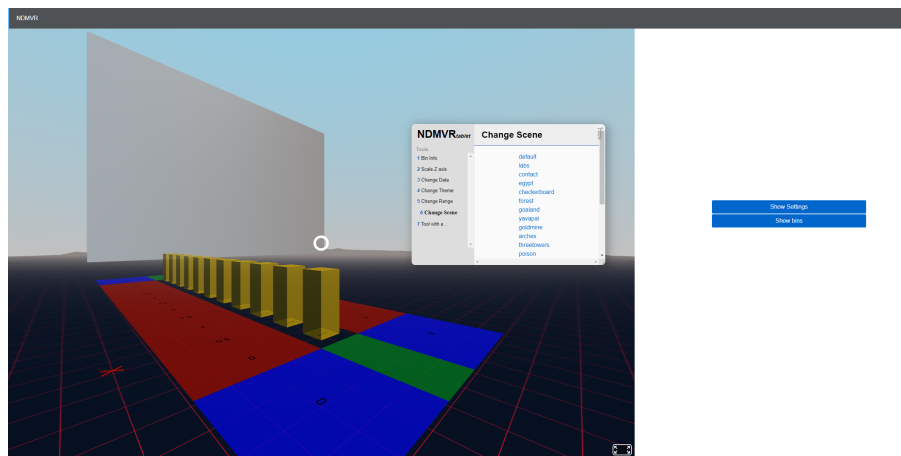 NDMVR
NDMVRtablet
Tools
1 Bin Info
2 Scale Z axis
3 Change Data
4 Change Theme
5 Change Range
6 Change Scene
7 Tool with a ...
Change Scene
default
labs
contact
egypt
checkerboard
forest
goaland
yavapai
goldmine
arches
threetowers
poison
Show Settings
Show bins